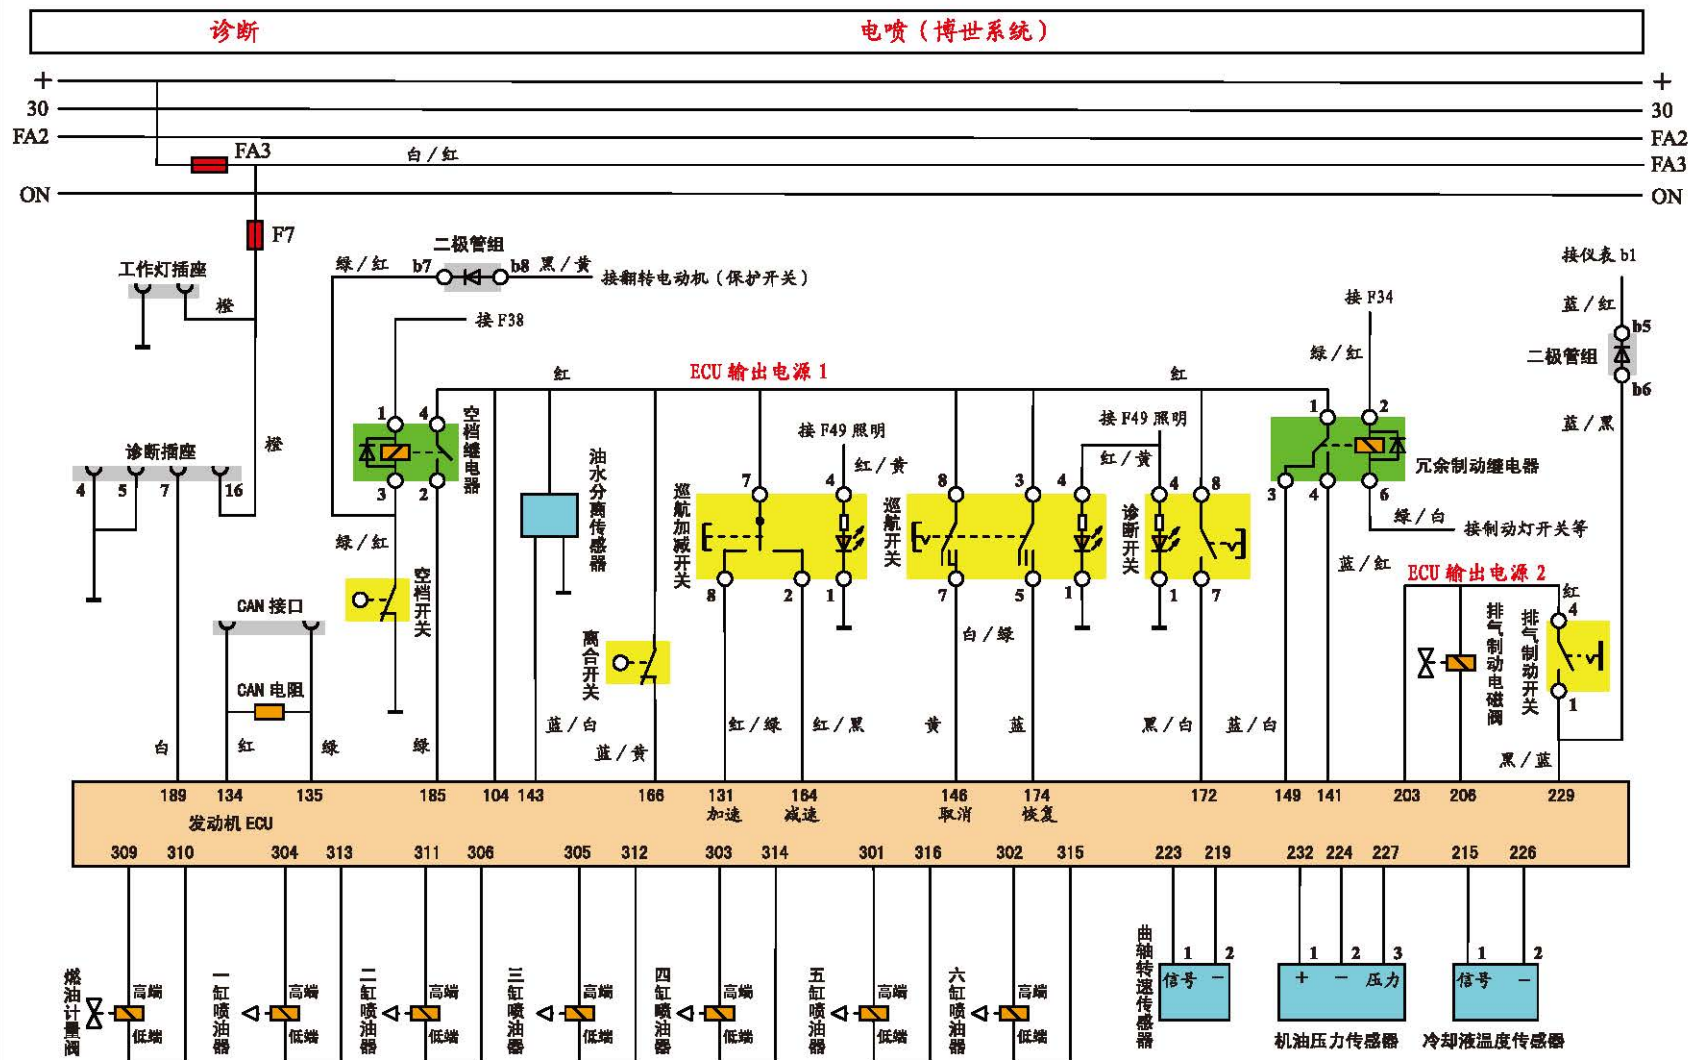 诊断 电喷（博世系统）
+ +
30 30
FA2 FA2
FA3 白/红 FA3
ON ON
F7
二极管组
绿/红 b7 b8 黑/黄 接翻转电动机（保护开关）
工作灯插座
橙
接仪表 b1
蓝/红
接 F34
接 F38
b5
二极管组
b6
绿/红
红 ECU 输出电源 1 红
1 4 空档继电器
3 2
接 F49 照明 接 F49 照明
红/黄 红/黄
1 2
冗余制动继电器
3 4 6
蓝/黑
诊断插座 橙
4 5 7 16
油水分离传感器
巡航加减开关 7 4
8 2 1
巡航开关 8 3 4
7 5 1
诊断开关 4 8
1 7
绿/白 接制动灯开关等
绿/红
空档开关
蓝/红
ECU 输出电源 2
红
4
排气制动电磁阀
排气制动开关
1
CAN 接口
离合开关
白/绿
CAN 电阻
白 红 绿 绿 蓝/白 蓝/黄 红/绿 红/黑 黄 蓝 黑/白 蓝/白 黑/蓝
189 134 135 185 104 143 166 131 164 146 174 172 149 141 203 206 229
加速 减速 取消 恢复
发动机 ECU
309 310 304 313 311 306 305 312 303 314 301 316 302 315 223 219 232 224 227 215 226
燃油计量阀 高端 低端
一缸喷油器 高端 低端
二缸喷油器 高端 低端
三缸喷油器 高端 低端
四缸喷油器 高端 低端
五缸喷油器 高端 低端
六缸喷油器 高端 低端
曲轴转速传感器
1 2
信号 −
1 2 3
+ − 压力
机油压力传感器
1 2
信号 −
冷却液温度传感器